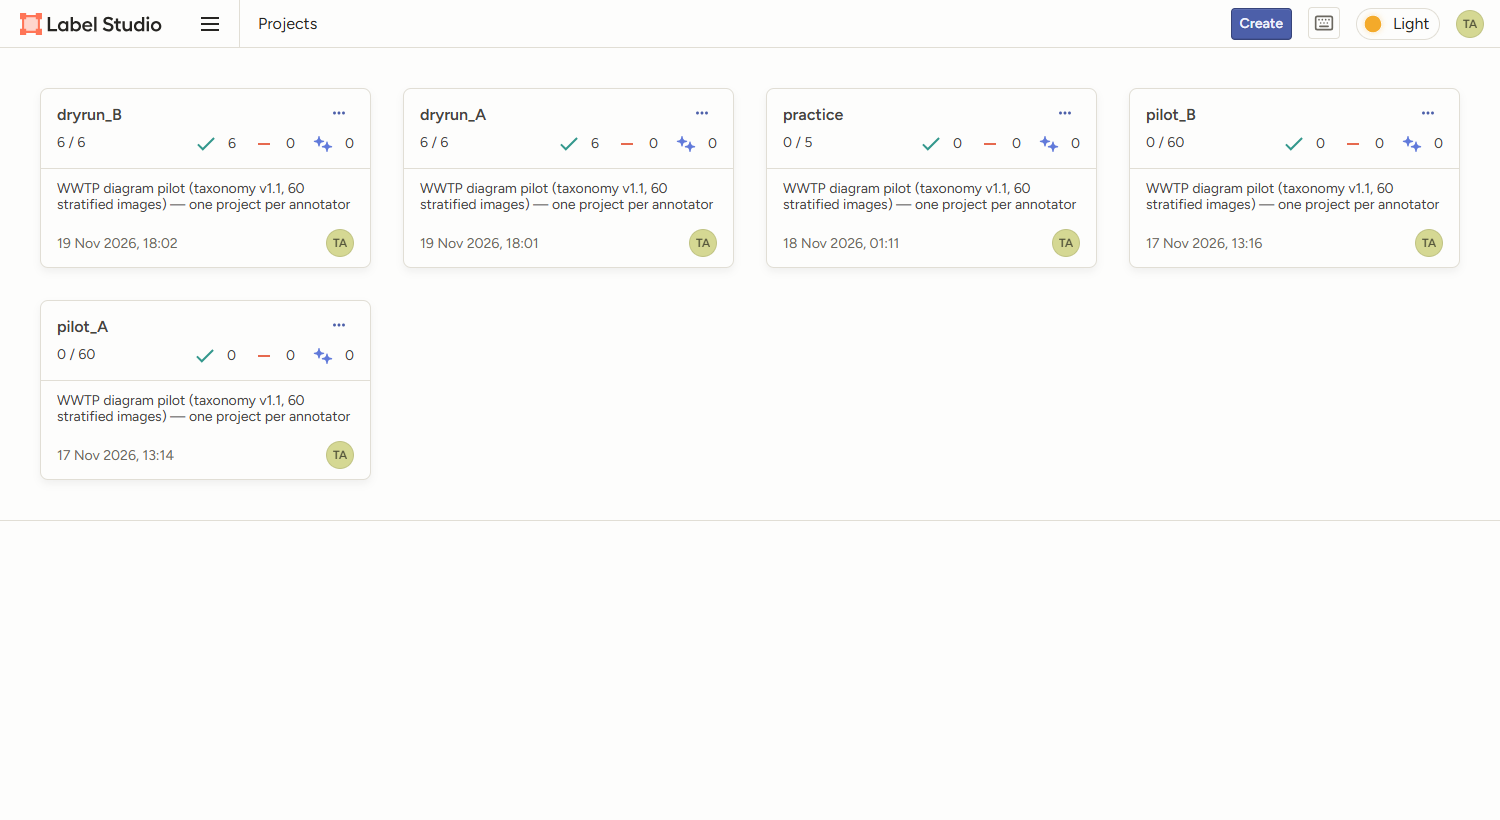 Label Studio
Projects
Create
Light
TA
dryrun_B
6 / 6
6
0
0
WWTP diagram pilot (taxonomy v1.1, 60
stratified images) — one project per annotator
19 Nov 2026, 18:02
TA
dryrun_A
6 / 6
6
0
0
WWTP diagram pilot (taxonomy v1.1, 60
stratified images) — one project per annotator
19 Nov 2026, 18:01
TA
practice
0 / 5
0
0
0
WWTP diagram pilot (taxonomy v1.1, 60
stratified images) — one project per annotator
18 Nov 2026, 01:11
TA
pilot_B
0 / 60
0
0
0
WWTP diagram pilot (taxonomy v1.1, 60
stratified images) — one project per annotator
17 Nov 2026, 13:16
TA
pilot_A
0 / 60
0
0
0
WWTP diagram pilot (taxonomy v1.1, 60
stratified images) — one project per annotator
17 Nov 2026, 13:14
TA